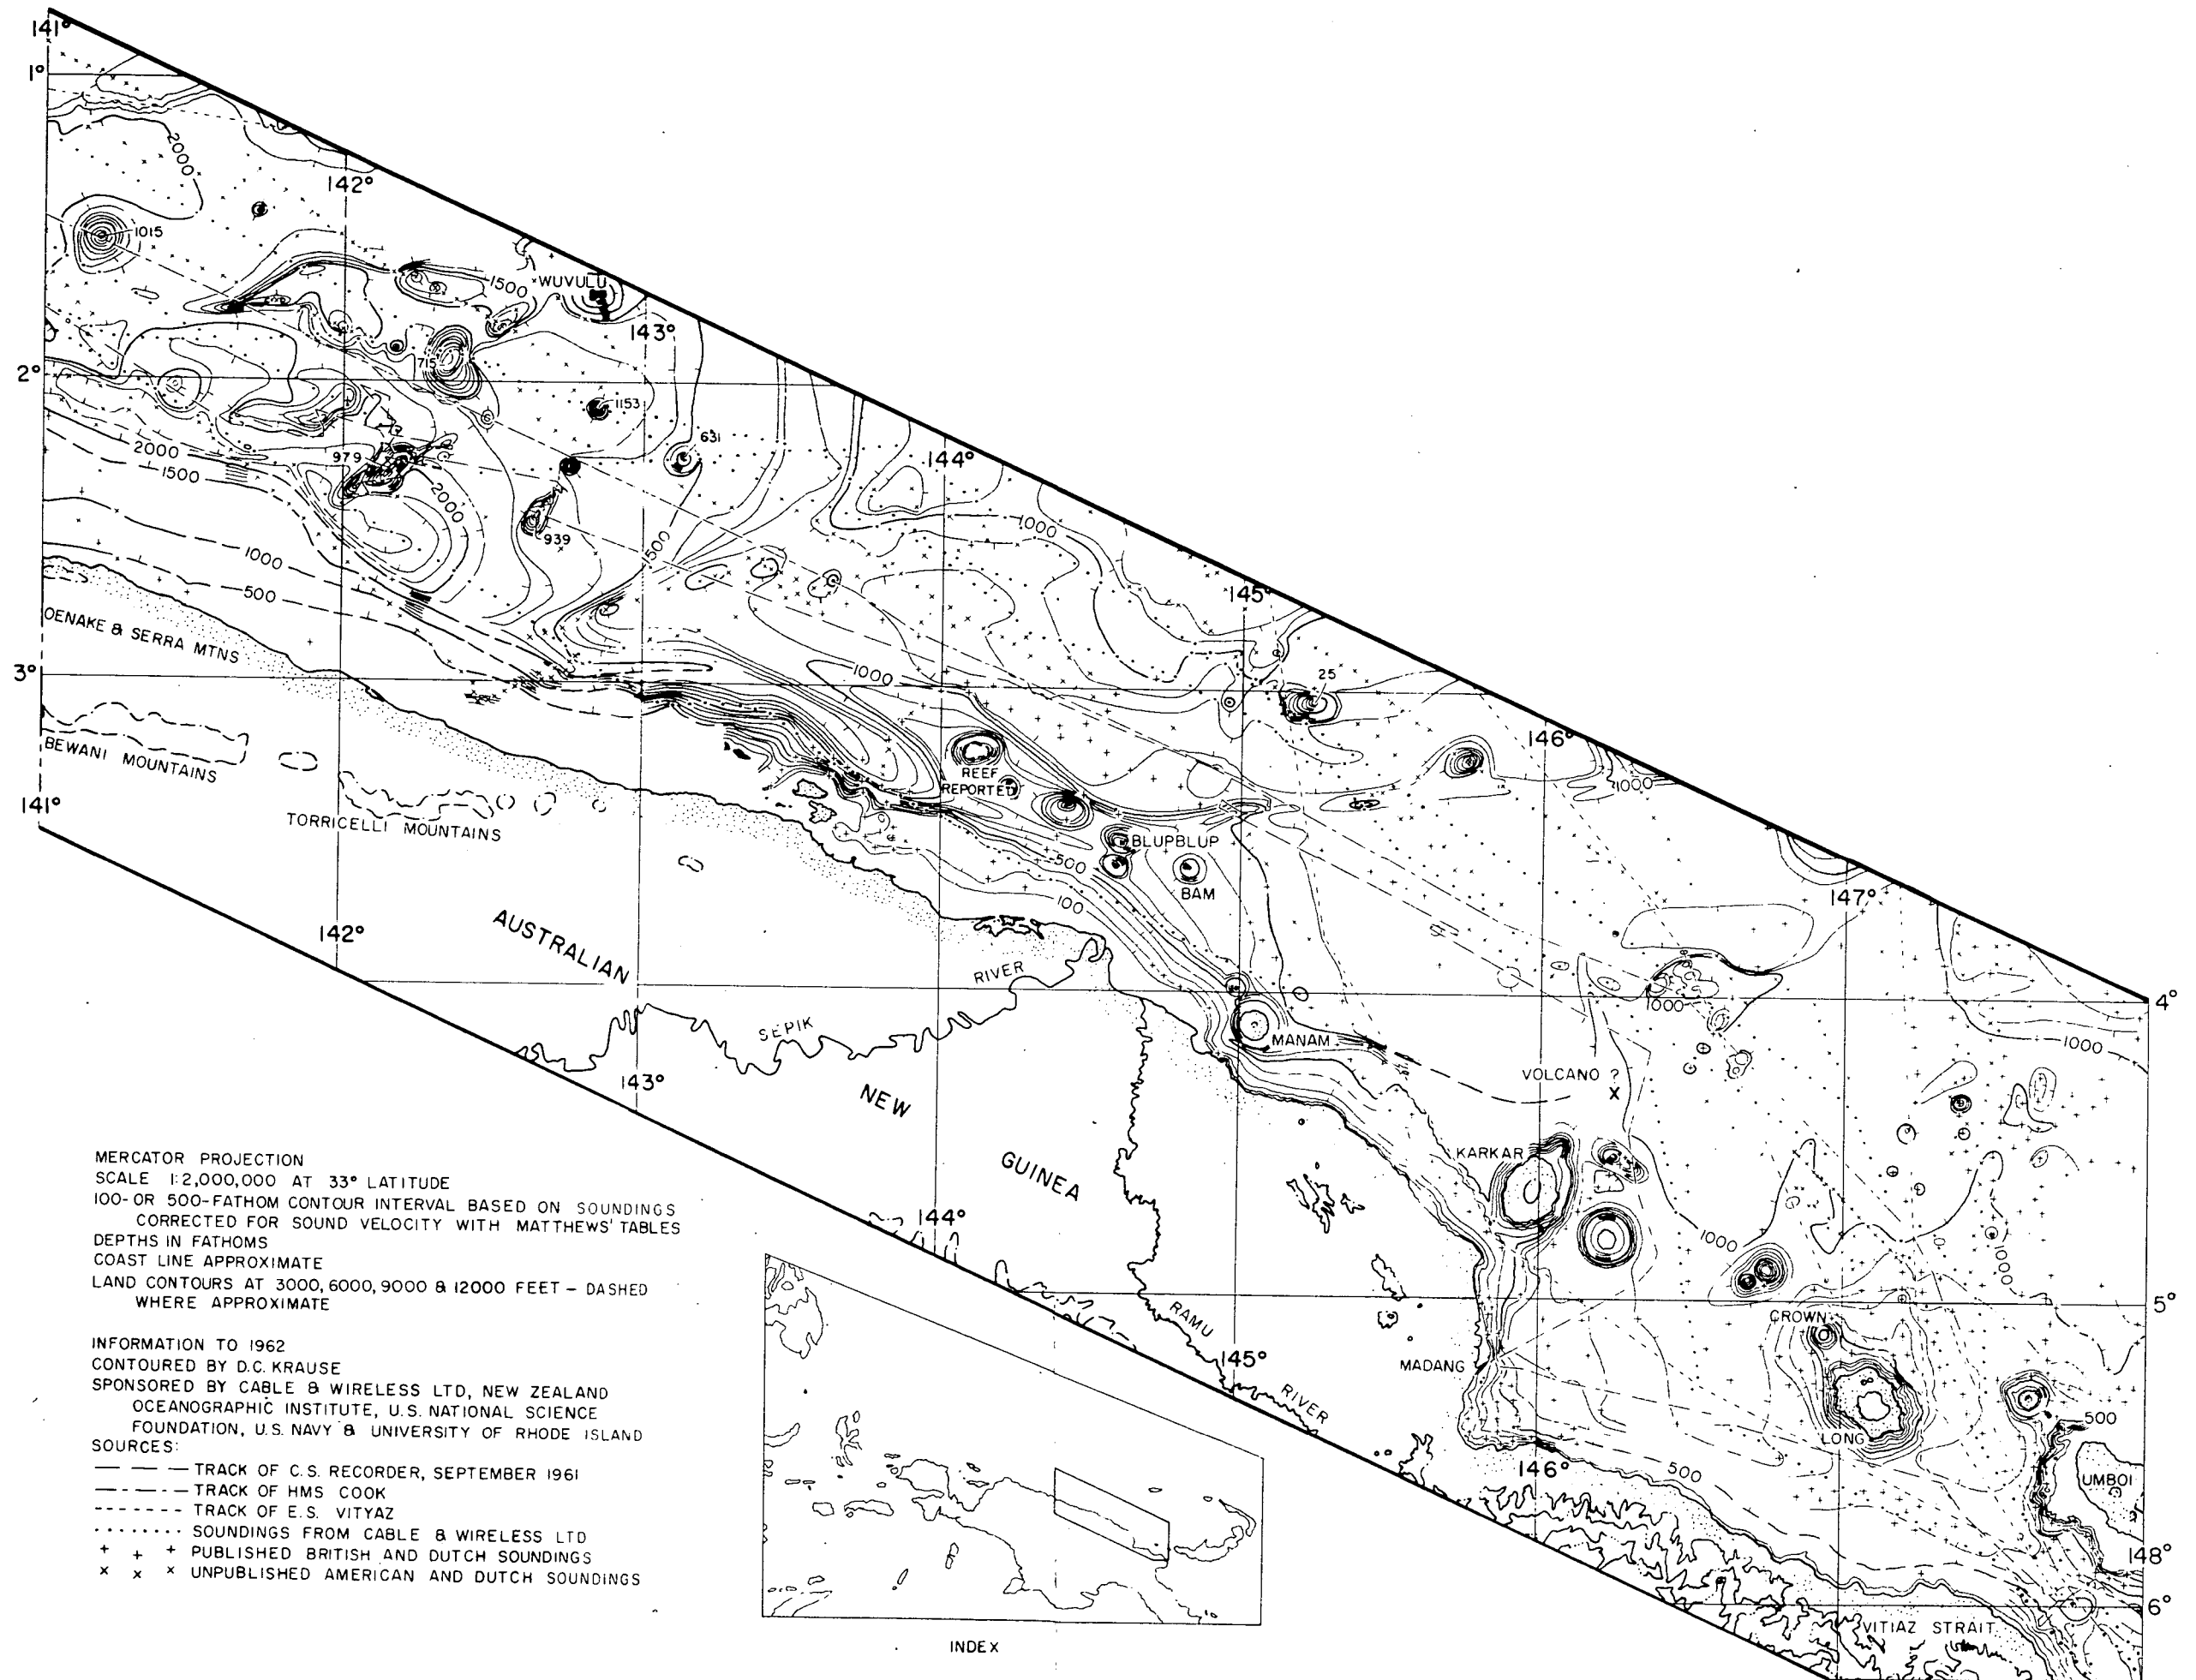 141°
1°
2000
142°
1015
1500
WUVULU
143°
2°
715
1153
631
2000
979
1500
2000
144°
939
1000
500
1000
1500
OENAKE & SERRA MTNS
145°
3°
1000
25
146°
BEWANI MOUNTAINS
REEF
REPORTED
1000
141°
TORRICELLI MOUNTAINS
BLUPBLUP
500
BAM
147°
100
142°
AUSTRALIAN
RIVER
4°
1000
SEPIK
MANAM
1000
143°
VOLCANO ?
NEW
KARKAR
GUINEA
144°
1000
1000
5°
RAMU
CROWN
145°
MADANG
RIVER
500
LONG
146°
500
UMBOI
148°
6°
VITIAZ STRAIT
MERCATOR PROJECTION
SCALE 1:2,000,000 AT 33° LATITUDE
100-OR 500-FATHOM CONTOUR INTERVAL BASED ON SOUNDINGS
CORRECTED FOR SOUND VELOCITY WITH MATTHEWS' TABLES
DEPTHS IN FATHOMS
COAST LINE APPROXIMATE
LAND CONTOURS AT 3000, 6000, 9000 & 12000 FEET – DASHED
WHERE APPROXIMATE
INFORMATION TO 1962
CONTOURED BY D.C. KRAUSE
SPONSORED BY CABLE & WIRELESS LTD, NEW ZEALAND
OCEANOGRAPHIC INSTITUTE, U.S. NATIONAL SCIENCE
FOUNDATION, U.S. NAVY & UNIVERSITY OF RHODE ISLAND
SOURCES:
TRACK OF C.S. RECORDER, SEPTEMBER 1961
TRACK OF HMS COOK
TRACK OF E.S. VITYAZ
SOUNDINGS FROM CABLE & WIRELESS LTD
PUBLISHED BRITISH AND DUTCH SOUNDINGS
UNPUBLISHED AMERICAN AND DUTCH SOUNDINGS
INDEX